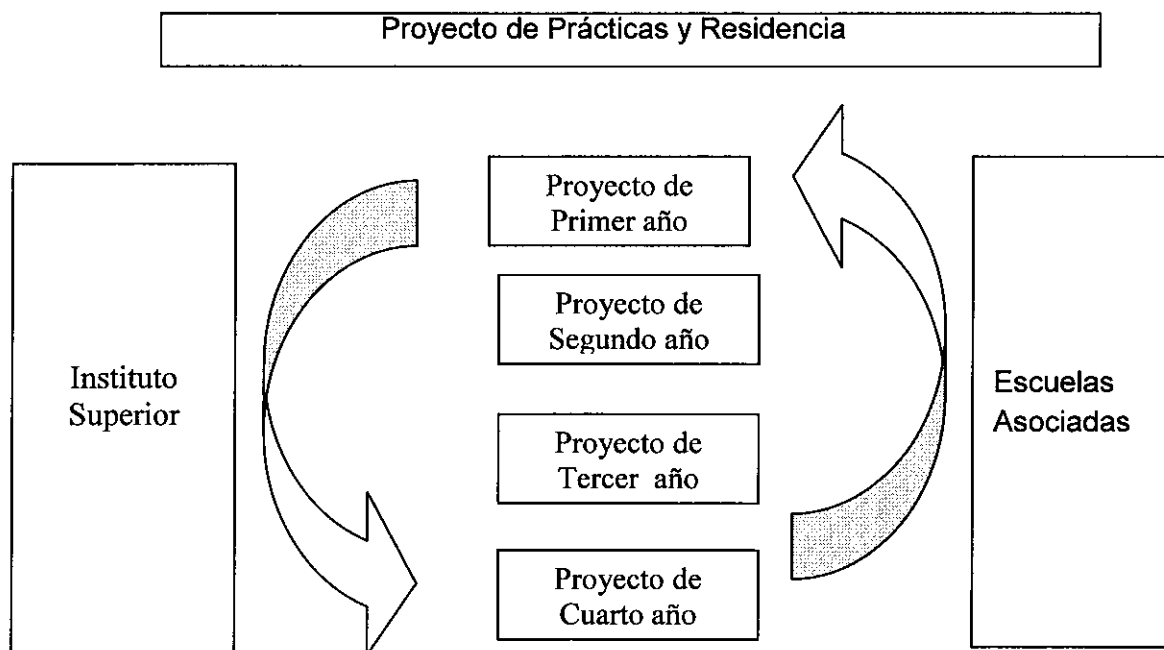 Proyecto de Prácticas y Residencia
Proyecto de
Primer año
Proyecto de
Segundo año
Instituto
Superior
Escuelas
Asociadas
Proyecto de
Tercer año
Proyecto de
Cuarto año